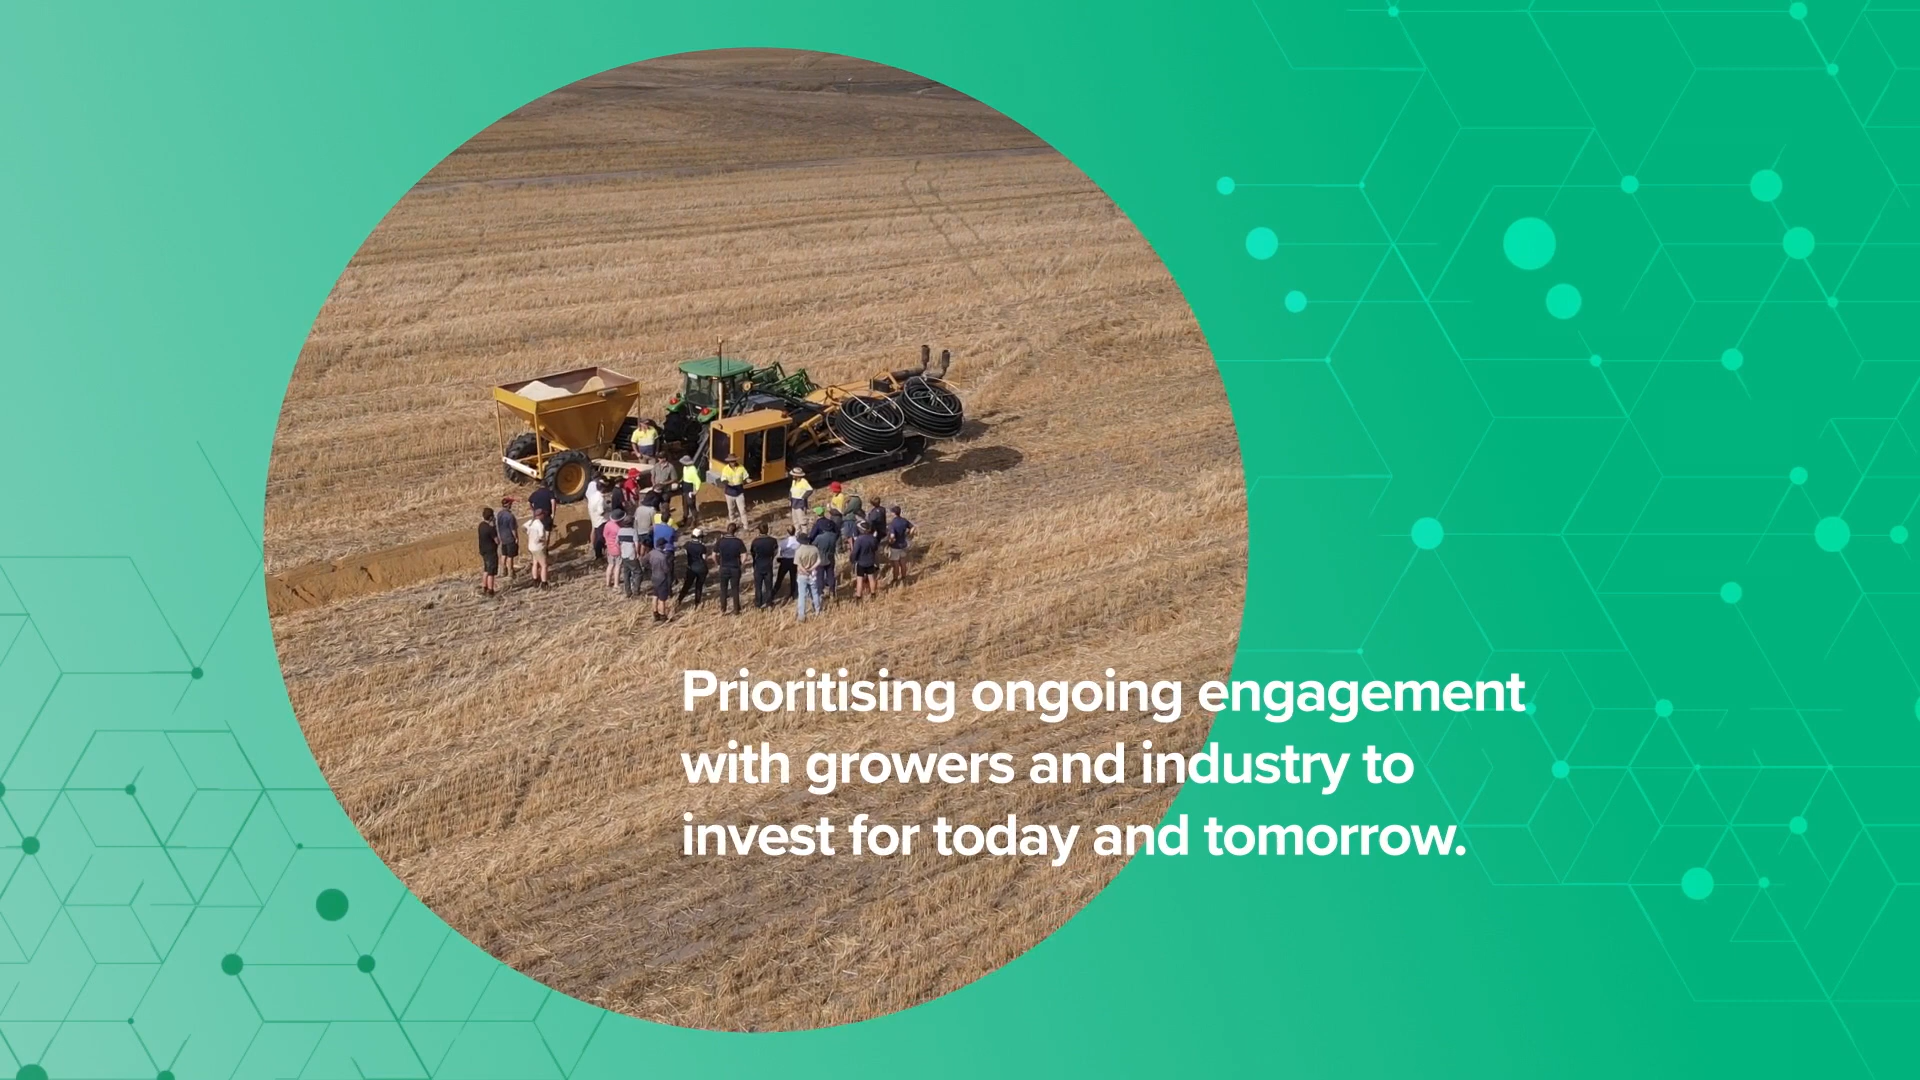 Prioritising ongoing engagement
with growers and industry to
invest for today and tomorrow.